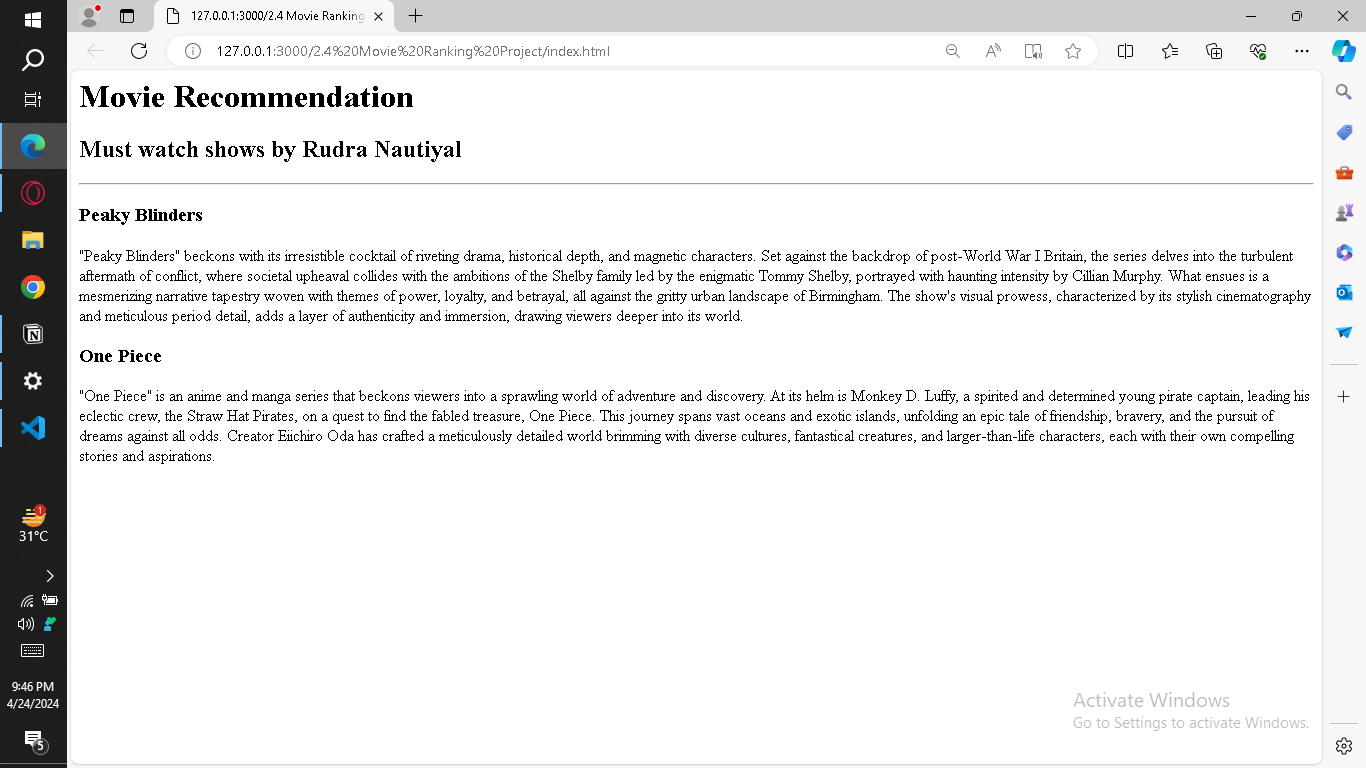 127.0.0.1:3000/2.4 Movie Ranking
127.0.0.1:3000/2.4%20Movie%20Ranking%20Project/index.html
Movie Recommendation
Must watch shows by Rudra Nautiyal
Peaky Blinders
"Peaky Blinders" beckons with its irresistible cocktail of riveting drama, historical depth, and magnetic characters. Set against the backdrop of post-World War I Britain, the series delves into the turbulent
aftermath of conflict, where societal upheaval collides with the ambitions of the Shelby family led by the enigmatic Tommy Shelby, portrayed with haunting intensity by Cillian Murphy. What ensues is a
mesmerizing narrative tapestry woven with themes of power, loyalty, and betrayal, all against the gritty urban landscape of Birmingham. The show's visual prowess, characterized by its stylish cinematography
and meticulous period detail, adds a layer of authenticity and immersion, drawing viewers deeper into its world.
One Piece
"One Piece" is an anime and manga series that beckons viewers into a sprawling world of adventure and discovery. At its helm is Monkey D. Luffy, a spirited and determined young pirate captain, leading his
eclectic crew, the Straw Hat Pirates, on a quest to find the fabled treasure, One Piece. This journey spans vast oceans and exotic islands, unfolding an epic tale of friendship, bravery, and the pursuit of
dreams against all odds. Creator Eiichiro Oda has crafted a meticulously detailed world brimming with diverse cultures, fantastical creatures, and larger-than-life characters, each with their own compelling
stories and aspirations.
1
31°C
9:46 PM
4/24/2024
5
Activate Windows
Go to Settings to activate Windows.